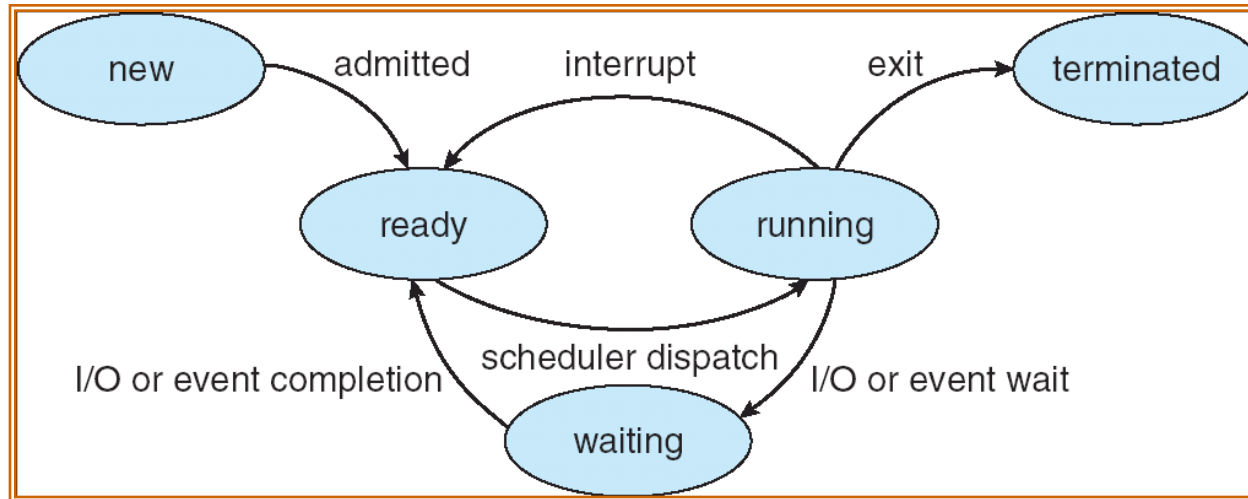 new
admitted
interrupt
exit
terminated
ready
running
scheduler dispatch
I/O or event completion
I/O or event wait
waiting